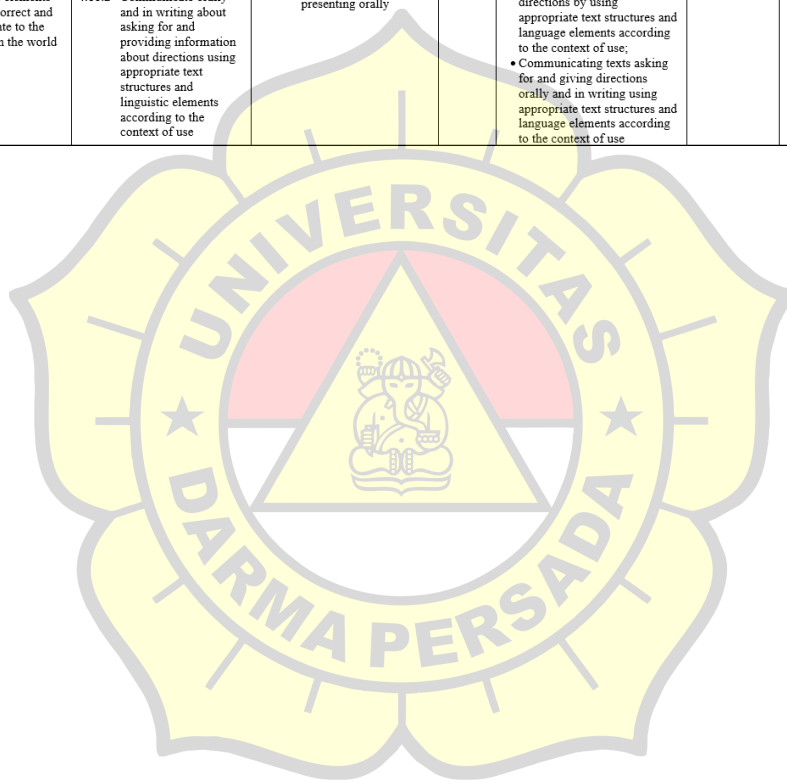 orrect and
ate to the
n the world
and in writing about
asking for and
providing information
about directions using
appropriate text
structures and
linguistic elements
according to the
context of use
presenting orally
directions by using
appropriate text structures and
language elements according
to the context of use;
• Communicating texts asking
for and giving directions
orally and in writing using
appropriate text structures and
language elements according
to the context of use
UNIVERSITAS
DARMA PERSADA